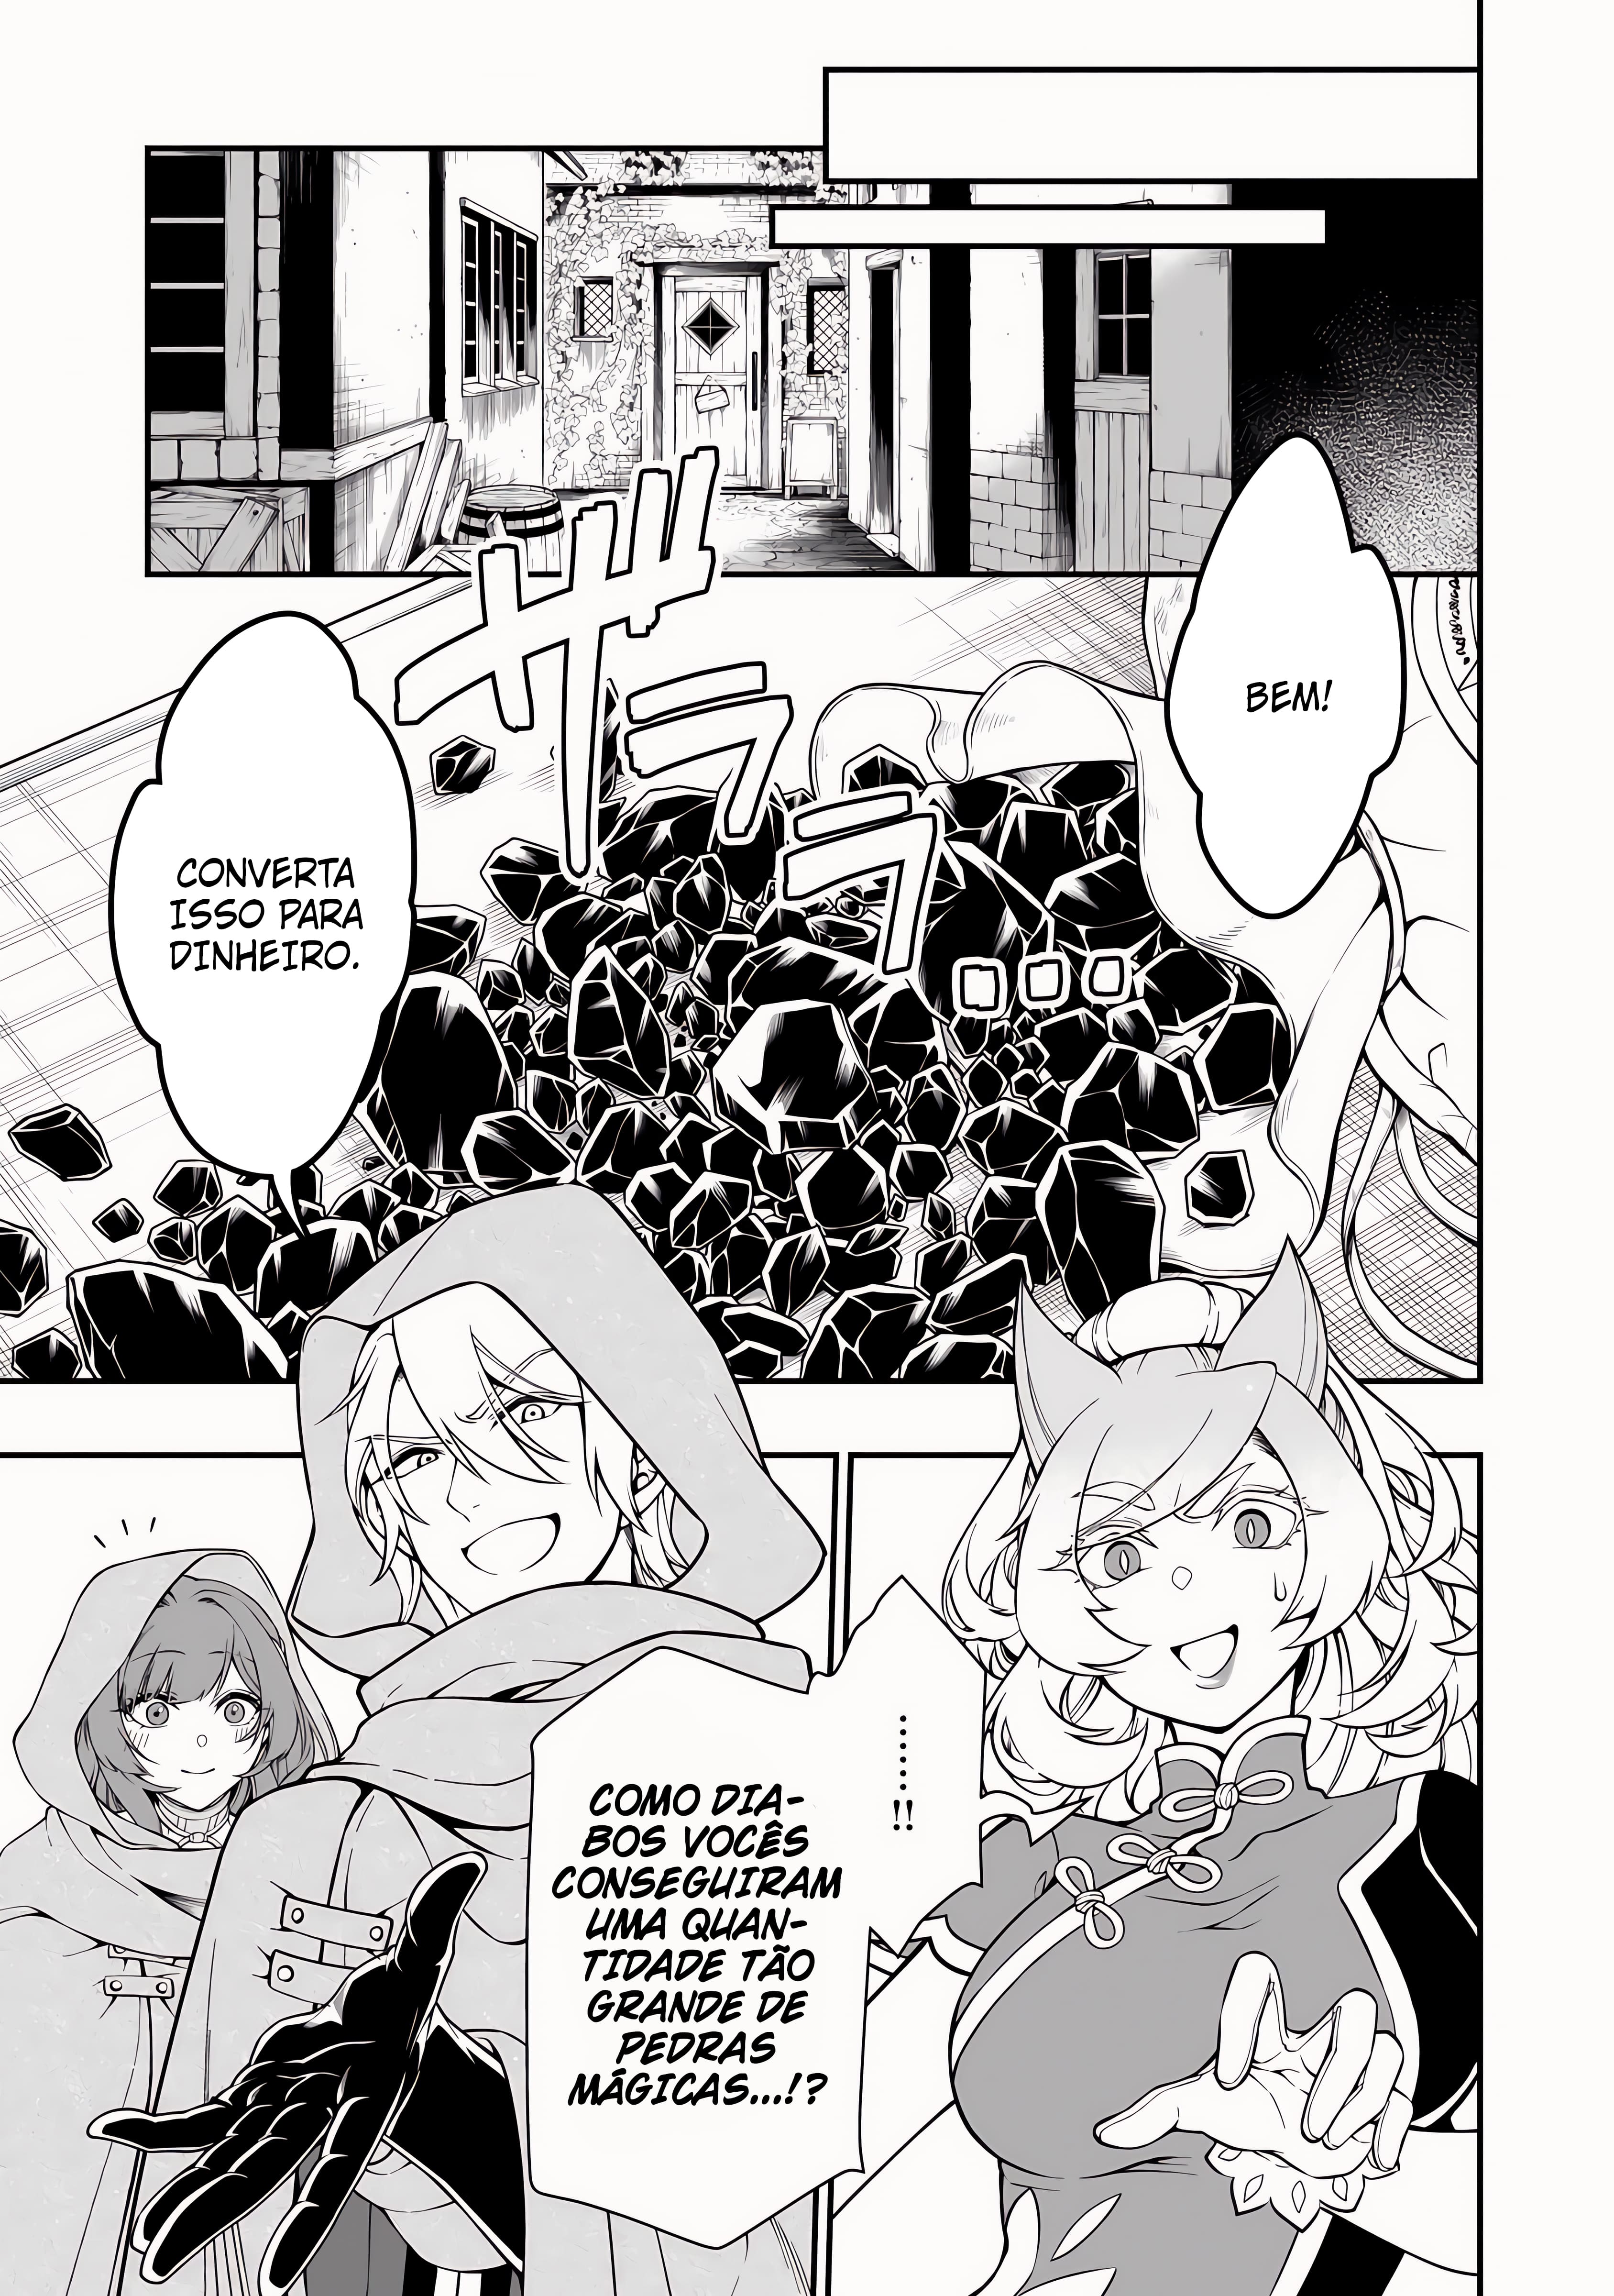 BEM!
ザラララ...
CONVERTA
ISSO PARA
DINHEIRO.
......!!
COMO DIA-
BOS VOCÊS
CONSEGUIRAM
UMA QUAN-
TIDADE TÃO
GRANDE DE
PEDRAS
MÁGICAS...!?